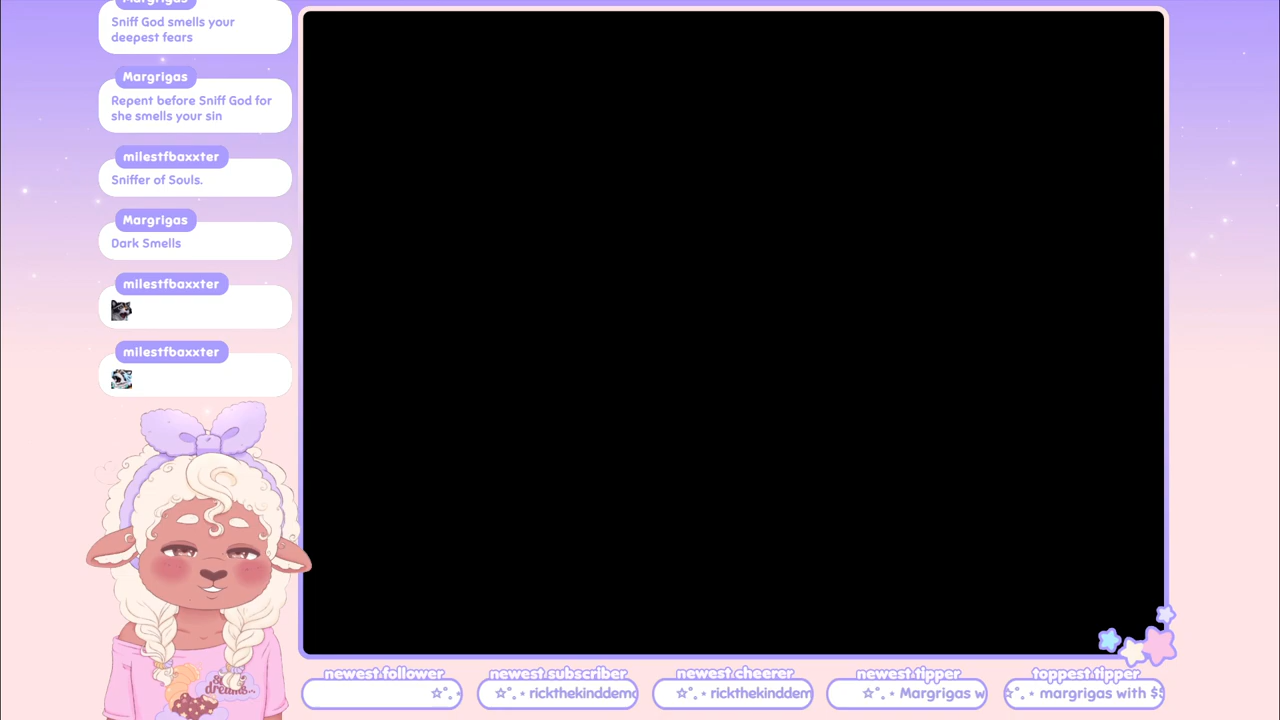 Margrigas
Sniff God smells your
deepest fears
Margrigas
Repent before Sniff God for
she smells your sin
milestfbaxxter
Sniffer of Souls.
Margrigas
Dark Smells
milestfbaxxter
milestfbaxxter
dreams...
newest follower
newest subscriber
newest cheerer
newest tipper
toppest tipper
☆°｡⋆
☆°｡⋆ rickthekinddemo
☆°｡⋆ rickthekinddem
☆°｡⋆ Margrigas w
☆°｡⋆ margrigas with $5